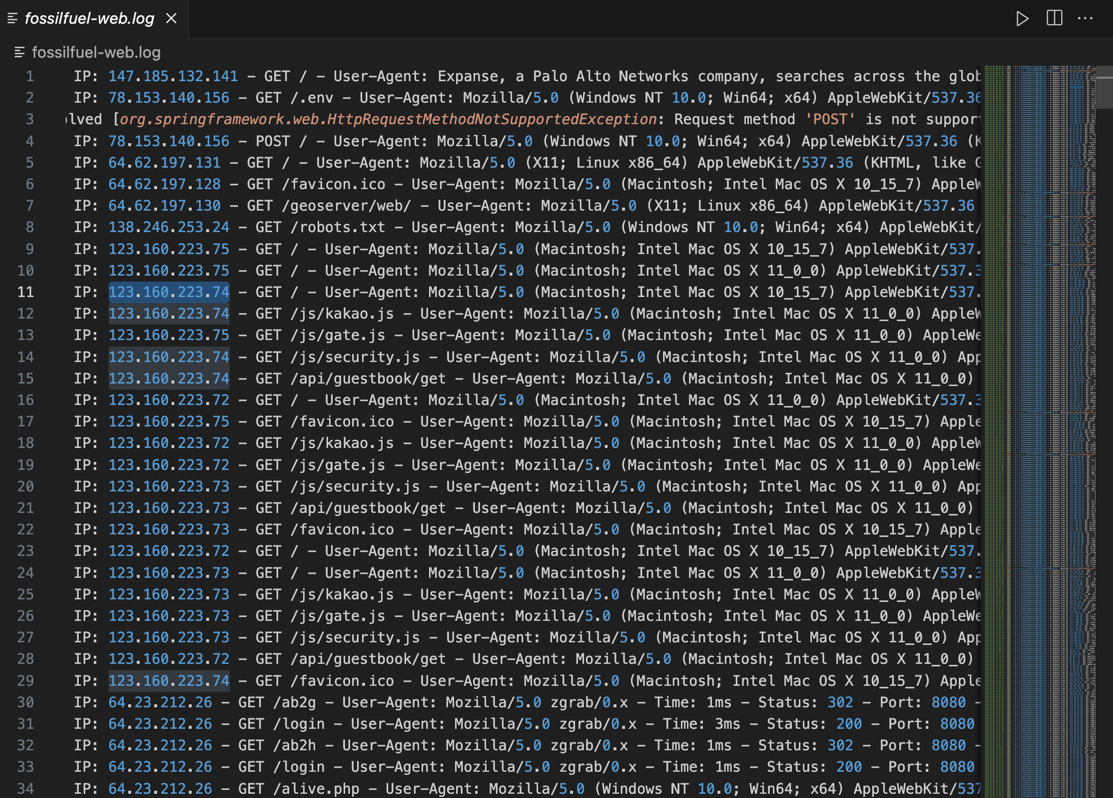 fossilfuel-web.log
fossilfuel-web.log
1 IP: 147.185.132.141 – GET / – User-Agent: Expanse, a Palo Alto Networks company, searches across the glob
2 IP: 78.153.140.156 – GET /.env – User-Agent: Mozilla/5.0 (Windows NT 10.0; Win64; x64) AppleWebKit/537.36
3 olved [org.springframework.web.HttpRequestMethodNotSupportedException: Request method 'POST' is not suppor
4 IP: 78.153.140.156 – POST / – User-Agent: Mozilla/5.0 (Windows NT 10.0; Win64; x64) AppleWebKit/537.36 (K
5 IP: 64.62.197.131 – GET / – User-Agent: Mozilla/5.0 (X11; Linux x86_64) AppleWebKit/537.36 (KHTML, like G
6 IP: 64.62.197.128 – GET /favicon.ico – User-Agent: Mozilla/5.0 (Macintosh; Intel Mac OS X 10_15_7) AppleW
7 IP: 64.62.197.130 – GET /geoserver/web/ – User-Agent: Mozilla/5.0 (X11; Linux x86_64) AppleWebKit/537.36
8 IP: 138.246.253.24 – GET /robots.txt – User-Agent: Mozilla/5.0 (Windows NT 10.0; Win64; x64) AppleWebKit/
9 IP: 123.160.223.75 – GET / – User-Agent: Mozilla/5.0 (Macintosh; Intel Mac OS X 10_15_7) AppleWebKit/537.
10 IP: 123.160.223.75 – GET / – User-Agent: Mozilla/5.0 (Macintosh; Intel Mac OS X 11_0_0) AppleWebKit/537.3
11 IP: 123.160.223.74 – GET / – User-Agent: Mozilla/5.0 (Macintosh; Intel Mac OS X 10_15_7) AppleWebKit/537.
12 IP: 123.160.223.74 – GET /js/kakao.js – User-Agent: Mozilla/5.0 (Macintosh; Intel Mac OS X 11_0_0) AppleW
13 IP: 123.160.223.75 – GET /js/gate.js – User-Agent: Mozilla/5.0 (Macintosh; Intel Mac OS X 11_0_0) AppleWe
14 IP: 123.160.223.74 – GET /js/security.js – User-Agent: Mozilla/5.0 (Macintosh; Intel Mac OS X 11_0_0) App
15 IP: 123.160.223.74 – GET /api/guestbook/get – User-Agent: Mozilla/5.0 (Macintosh; Intel Mac OS X 11_0_0)
16 IP: 123.160.223.72 – GET / – User-Agent: Mozilla/5.0 (Macintosh; Intel Mac OS X 11_0_0) AppleWebKit/537.3
17 IP: 123.160.223.75 – GET /favicon.ico – User-Agent: Mozilla/5.0 (Macintosh; Intel Mac OS X 10_15_7) Apple
18 IP: 123.160.223.72 – GET /js/kakao.js – User-Agent: Mozilla/5.0 (Macintosh; Intel Mac OS X 11_0_0) AppleW
19 IP: 123.160.223.72 – GET /js/gate.js – User-Agent: Mozilla/5.0 (Macintosh; Intel Mac OS X 11_0_0) AppleWe
20 IP: 123.160.223.73 – GET /js/security.js – User-Agent: Mozilla/5.0 (Macintosh; Intel Mac OS X 11_0_0) App
21 IP: 123.160.223.73 – GET /api/guestbook/get – User-Agent: Mozilla/5.0 (Macintosh; Intel Mac OS X 11_0_0)
22 IP: 123.160.223.73 – GET /favicon.ico – User-Agent: Mozilla/5.0 (Macintosh; Intel Mac OS X 10_15_7) Apple
23 IP: 123.160.223.72 – GET / – User-Agent: Mozilla/5.0 (Macintosh; Intel Mac OS X 10_15_7) AppleWebKit/537.
24 IP: 123.160.223.73 – GET / – User-Agent: Mozilla/5.0 (Macintosh; Intel Mac OS X 11_0_0) AppleWebKit/537.3
25 IP: 123.160.223.73 – GET /js/kakao.js – User-Agent: Mozilla/5.0 (Macintosh; Intel Mac OS X 11_0_0) AppleW
26 IP: 123.160.223.73 – GET /js/gate.js – User-Agent: Mozilla/5.0 (Macintosh; Intel Mac OS X 11_0_0) AppleWe
27 IP: 123.160.223.73 – GET /js/security.js – User-Agent: Mozilla/5.0 (Macintosh; Intel Mac OS X 11_0_0) App
28 IP: 123.160.223.72 – GET /api/guestbook/get – User-Agent: Mozilla/5.0 (Macintosh; Intel Mac OS X 11_0_0)
29 IP: 123.160.223.74 – GET /favicon.ico – User-Agent: Mozilla/5.0 (Macintosh; Intel Mac OS X 10_15_7) Apple
30 IP: 64.23.212.26 – GET /ab2g – User-Agent: Mozilla/5.0 zgrab/0.x – Time: 1ms – Status: 302 – Port: 8080 –
31 IP: 64.23.212.26 – GET /login – User-Agent: Mozilla/5.0 zgrab/0.x – Time: 3ms – Status: 200 – Port: 8080
32 IP: 64.23.212.26 – GET /ab2h – User-Agent: Mozilla/5.0 zgrab/0.x – Time: 1ms – Status: 302 – Port: 8080 –
33 IP: 64.23.212.26 – GET /login – User-Agent: Mozilla/5.0 zgrab/0.x – Time: 1ms – Status: 200 – Port: 8080
34 IP: 64.23.212.26 – GET /alive.php – User-Agent: Mozilla/5.0 (Windows NT 10.0; Win64; x64) AppleWebKit/537